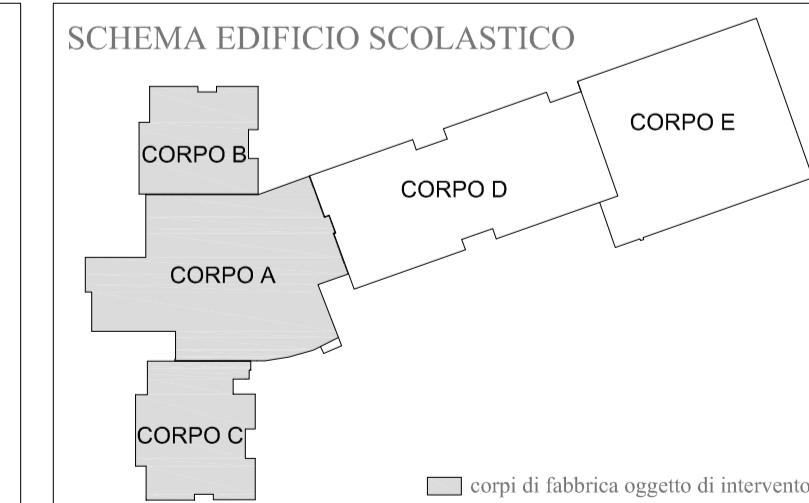 SCHEMA EDIFICIO SCOLASTICO
CORPO E
CORPO B
CORPO D
CORPO A
CORPO C
corpi di fabbrica oggetto di intervento